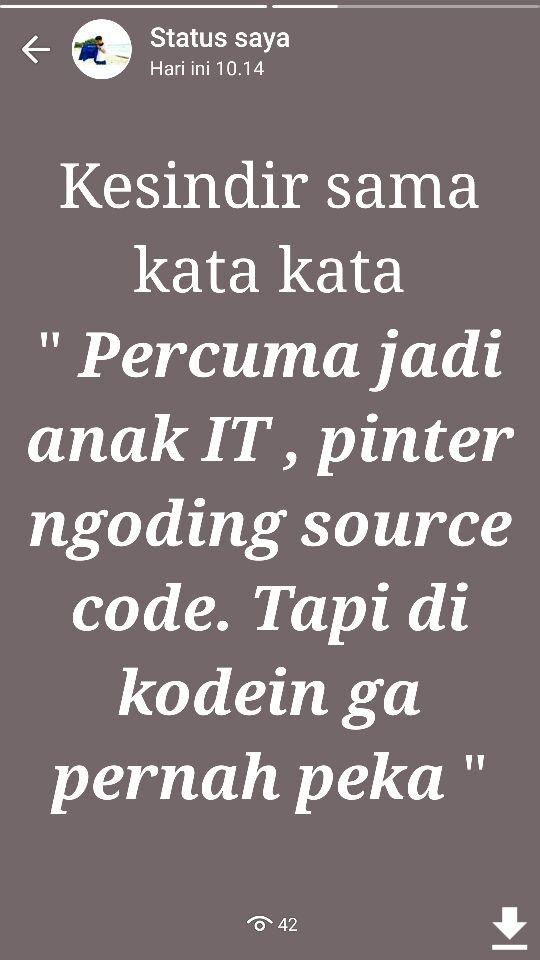 Status saya
Hari ini 10.14
Kesindir sama
kata kata
" Percuma jadi
anak IT , pinter
ngoding source
code. Tapi di
kodein ga
pernah peka "
42